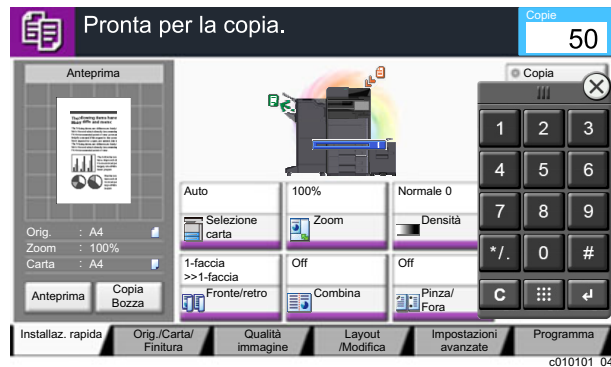 Pronta per la copia.
Copie
50
Anteprima
Copia
Orig. : A4
Zoom : 100%
Carta : A4
Anteprima
Copia
Bozza
Auto
Selezione
carta
100%
Zoom
Normale 0
Densità
1-faccia
>>1-faccia
Fronte/retro
Off
Combina
Off
Pinza/
Fora
1 2 3
4 5 6
7 8 9
*/. 0 #
C
Installaz. rapida
Orig./Carta/
Finitura
Qualità
immagine
Layout
/Modifica
Impostazioni
avanzate
Programma
c010101_04